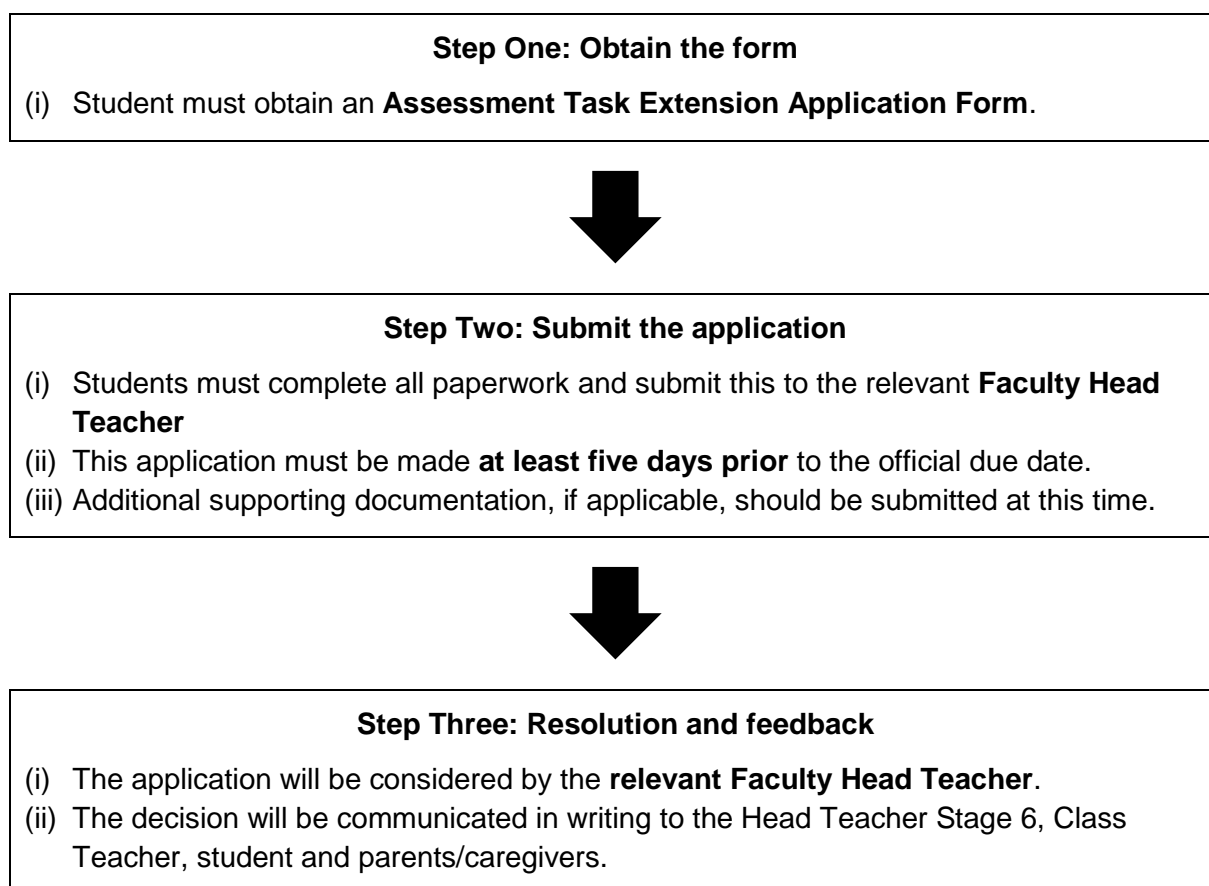 Step One: Obtain the form
(i) Student must obtain an Assessment Task Extension Application Form.
Step Two: Submit the application
(i) Students must complete all paperwork and submit this to the relevant Faculty Head
Teacher
(ii) This application must be made at least five days prior to the official due date.
(iii) Additional supporting documentation, if applicable, should be submitted at this time.
Step Three: Resolution and feedback
(i) The application will be considered by the relevant Faculty Head Teacher.
(ii) The decision will be communicated in writing to the Head Teacher Stage 6, Class
Teacher, student and parents/caregivers.